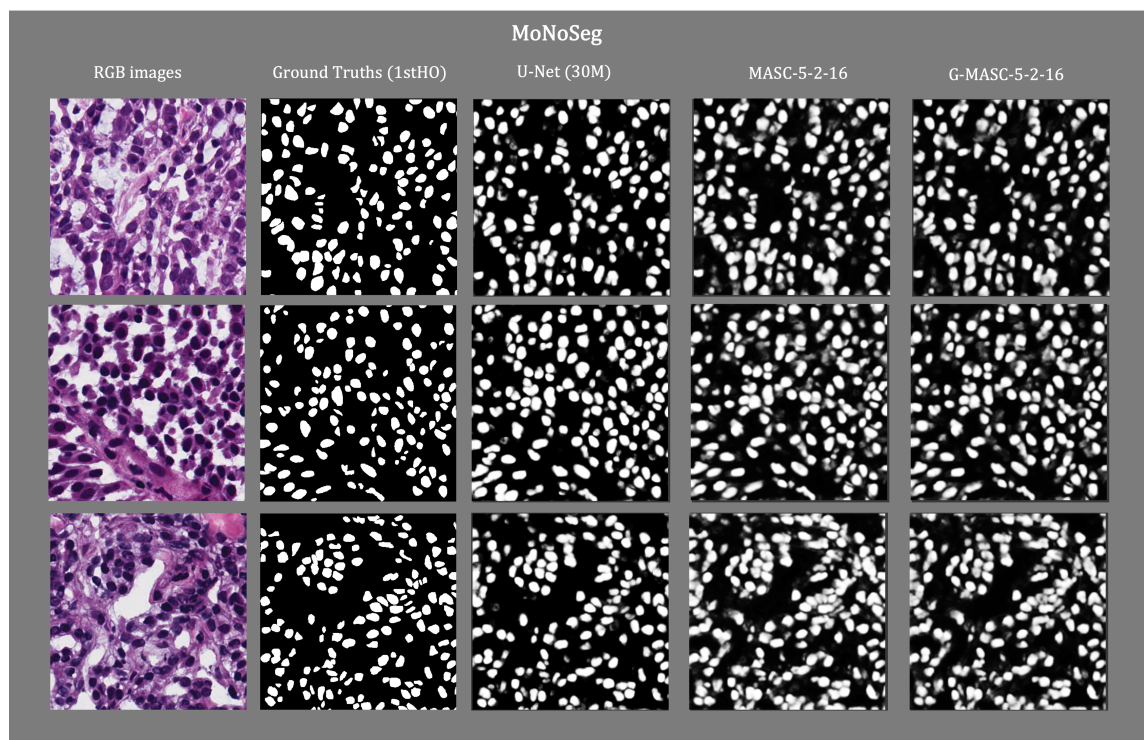 MoNoSeg
RGB images
Ground Truths (1stHO)
U-Net (30M)
MASC-5-2-16
G-MASC-5-2-16